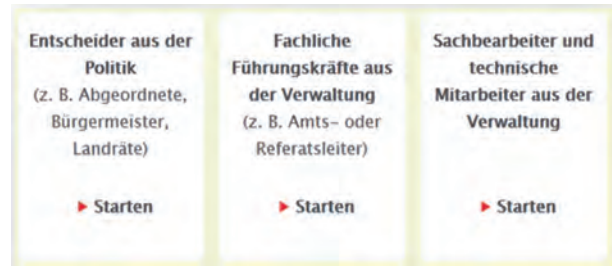 Entscheider aus der
Politik
(z. B. Abgeordnete,
Bürgermeister,
Landräte)
▶ Starten
Fachliche
Führungskräfte aus
der Verwaltung
(z. B. Amts- oder
Referatsleiter)
▶ Starten
Sachbearbeiter und
technische
Mitarbeiter aus der
Verwaltung
▶ Starten